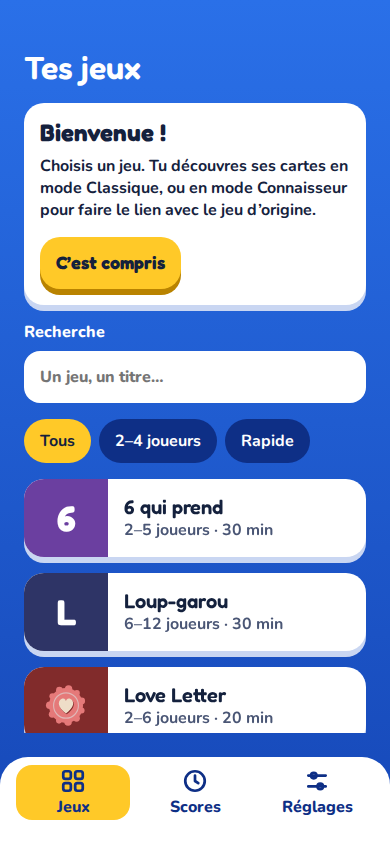 Tes jeux
Bienvenue !
Choisis un jeu. Tu découvres ses cartes en
mode Classique, ou en mode Connaisseur
pour faire le lien avec le jeu d’origine.
C’est compris
Recherche
Un jeu, un titre…
Tous
2–4 joueurs
Rapide
6
6 qui prend
2–5 joueurs · 30 min
L
Loup-garou
6–12 joueurs · 30 min
Love Letter
2–6 joueurs · 20 min
Jeux
Scores
Réglages